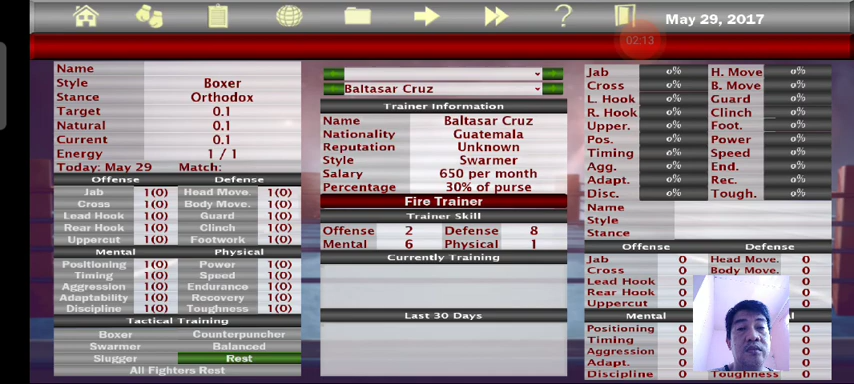 May 29, 2017
02:13
Name
Style Boxer
Stance Orthodox
Target 0.1
Natural 0.1
Current 0.1
Energy 1 / 1
Today: May 29 Match:
Offense Defense
Jab 1(0) Head Move. 1(0)
Cross 1(0) Body Move. 1(0)
Lead Hook 1(0) Guard 1(0)
Rear Hook 1(0) Clinch 1(0)
Uppercut 1(0) Footwork 1(0)
Mental Physical
Positioning 1(0) Power 1(0)
Timing 1(0) Speed 1(0)
Aggression 1(0) Endurance 1(0)
Adaptability 1(0) Recovery 1(0)
Discipline 1(0) Toughness 1(0)
Tactical Training
Boxer Counterpuncher
Swarmer Balanced
Slugger Rest
All Fighters Rest
Baltasar Cruz
Trainer Information
Name Baltasar Cruz
Nationality Guatemala
Reputation Unknown
Style Swarmer
Salary 650 per month
Percentage 30% of purse
Fire Trainer
Trainer Skill
Offense 2 Defense 8
Mental 6 Physical 1
Currently Training
Last 30 Days
Jab 0% H. Move 0%
Cross 0% B. Move 0%
L. Hook 0% Guard 0%
R. Hook 0% Clinch 0%
Upper. 0% Foot. 0%
Pos. 0% Power 0%
Timing 0% Speed 0%
Agg. 0% End. 0%
Adapt. 0% Rec. 0%
Disc. 0% Tough. 0%
Name
Style
Stance
Offense Defense
Jab 0 Head Move. 0
Cross 0 Body Move. 0
Lead Hook 0 0
Rear Hook 0 0
Uppercut 0 0
Mental
Positioning 0 0
Timing 0 0
Aggression 0 0
Adapt. 0 0
Discipline 0 Toughness 0